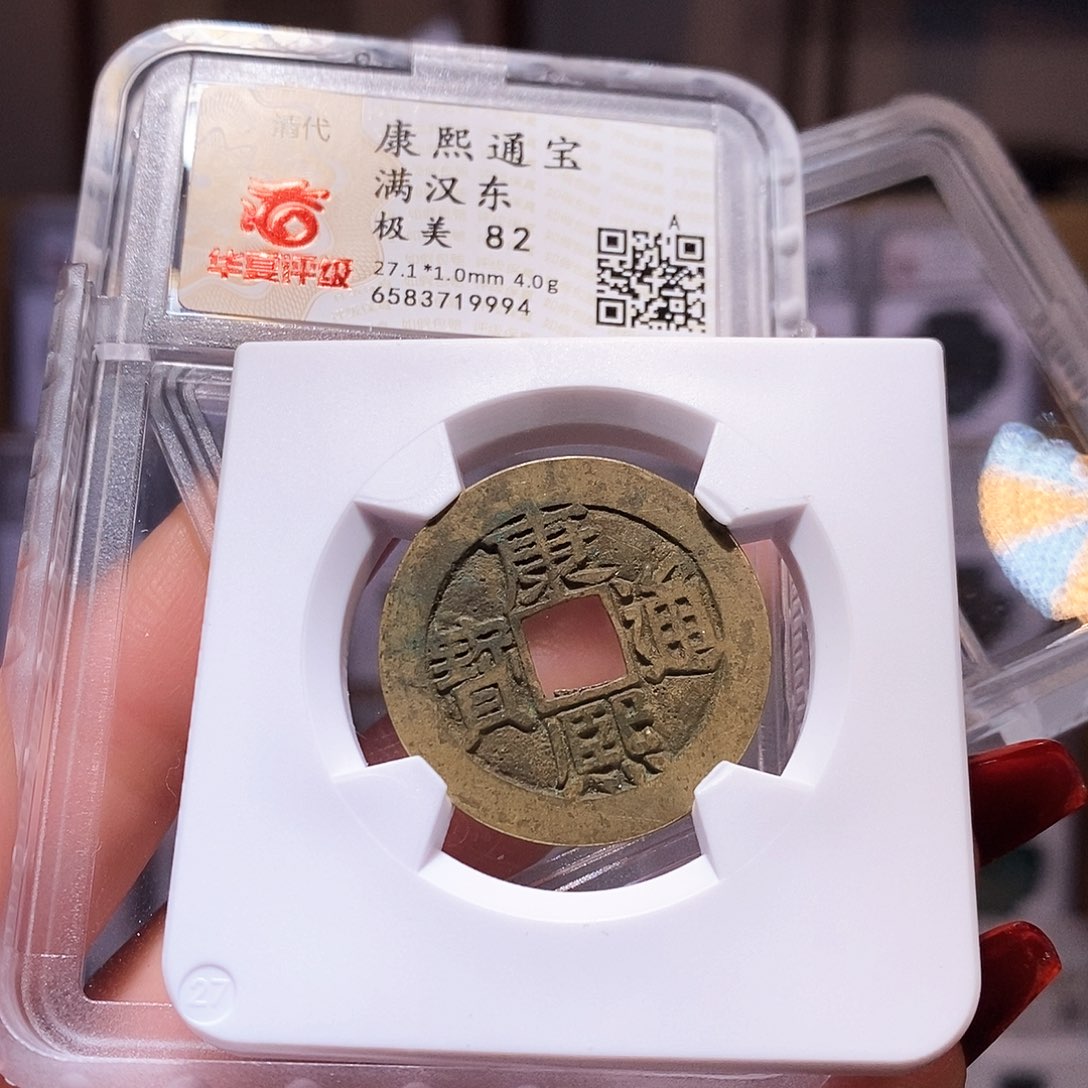 清代
华夏评级
康熙通宝
满汉东
极美 82
27.1*1.0mm 4.0g
6583719994
A
康熙通寶
27